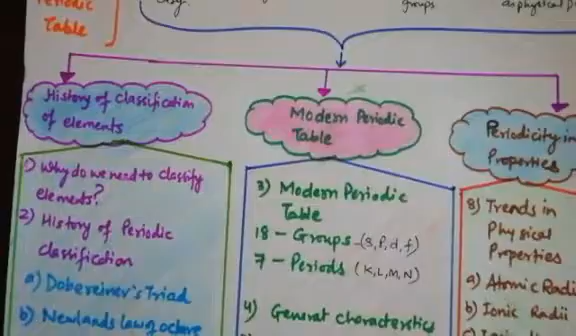 Periodic
Table
groups
History of classification
of elements
1) Why do we need to classify
elements?
2) History of Periodic
classification
a) Dobereiner's Triad
b) Newlands law of octave
Modern Periodic
Table
3) Modern Periodic
Table
18 - Groups - (s, p, d, f)
7 - Periods (K, L, M, N)
4) General characteristics
Periodicity in
Properties
8) Trends in
Physical
Properties
a) Atomic Radii
b) Ionic Radii